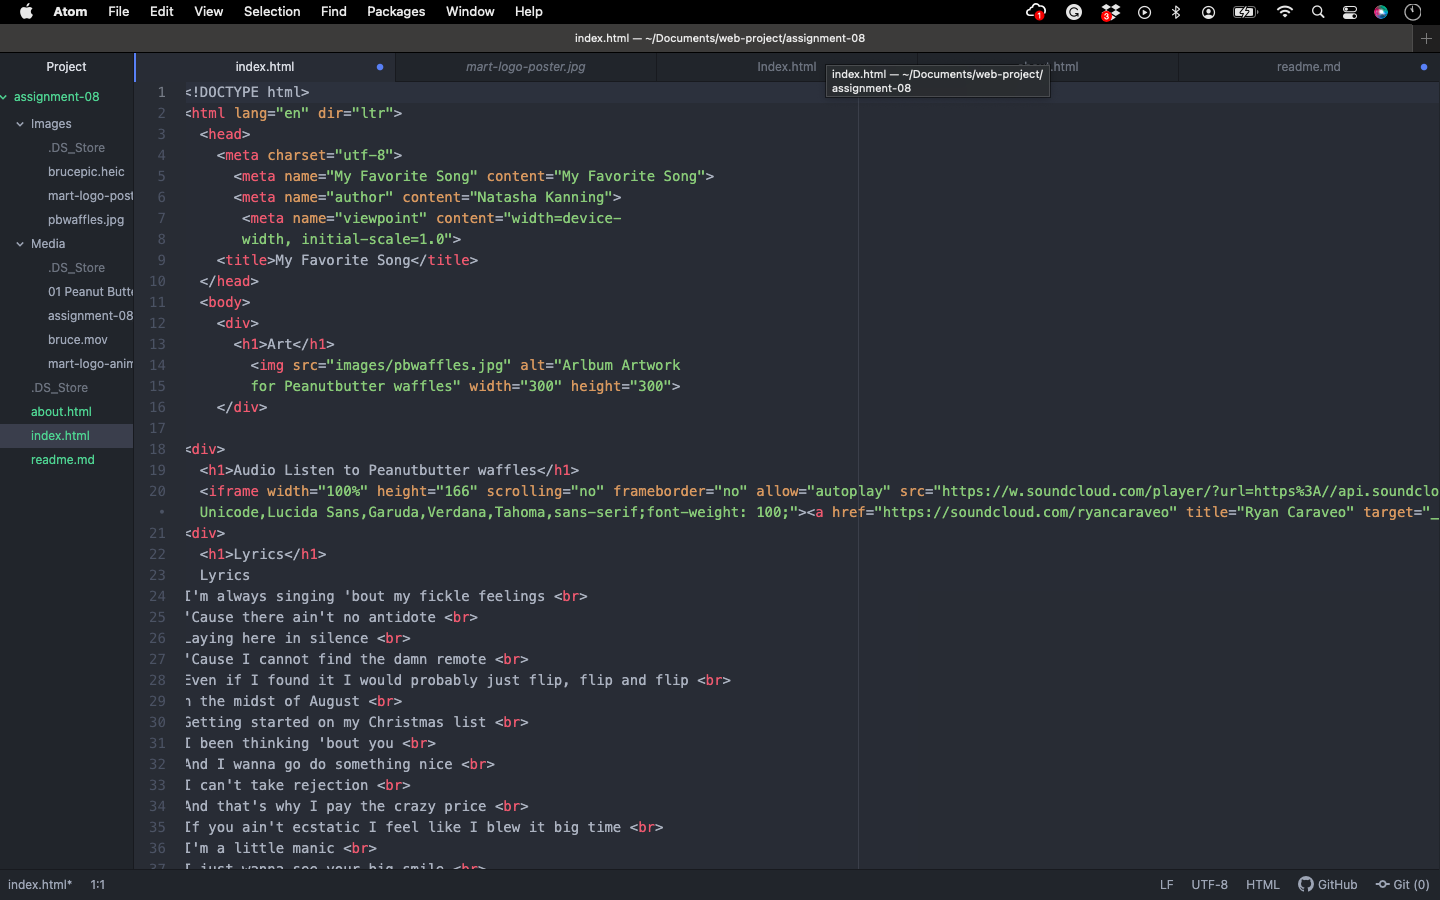 Atom File Edit View Selection Find Packages Window Help
1 3
index.html — ~/Documents/web-project/assignment-08
Project
index.html
mart-logo-poster.jpg
Index.html
.html
readme.md
index.html — ~/Documents/web-project/
assignment-08
assignment-08
Images
.DS_Store
brucepic.heic
mart-logo-post
pbwaffles.jpg
Media
.DS_Store
01 Peanut Butte
assignment-08
bruce.mov
mart-logo-anim
.DS_Store
about.html
index.html
readme.md
1 <!DOCTYPE html>
2 <html lang="en" dir="ltr">
3 <head>
4 <meta charset="utf-8">
5 <meta name="My Favorite Song" content="My Favorite Song">
6 <meta name="author" content="Natasha Kanning">
7 <meta name="viewpoint" content="width=device-
8 width, initial-scale=1.0">
9 <title>My Favorite Song</title>
10 </head>
11 <body>
12 <div>
13 <h1>Art</h1>
14 <img src="images/pbwaffles.jpg" alt="Arlbum Artwork
15 for Peanutbutter waffles" width="300" height="300">
16 </div>
17
18 <div>
19 <h1>Audio Listen to Peanutbutter waffles</h1>
20 <iframe width="100%" height="166" scrolling="no" frameborder="no" allow="autoplay" src="https://w.soundcloud.com/player/?url=https%3A//api.soundclo
• Unicode,Lucida Sans,Garuda,Verdana,Tahoma,sans-serif;font-weight: 100;"><a href="https://soundcloud.com/ryancaraveo" title="Ryan Caraveo" target="_
21 <div>
22 <h1>Lyrics</h1>
23 Lyrics
24 I'm always singing 'bout my fickle feelings <br>
25 'Cause there ain't no antidote <br>
26 Laying here in silence <br>
27 'Cause I cannot find the damn remote <br>
28 Even if I found it I would probably just flip, flip and flip <br>
29 n the midst of August <br>
30 Getting started on my Christmas list <br>
31 I been thinking 'bout you <br>
32 And I wanna go do something nice <br>
33 I can't take rejection <br>
34 And that's why I pay the crazy price <br>
35 If you ain't ecstatic I feel like I blew it big time <br>
36 I'm a little manic <br>
37 I just wanna see your big smile <br>
index.html* 1:1
LF UTF-8 HTML GitHub Git (0)